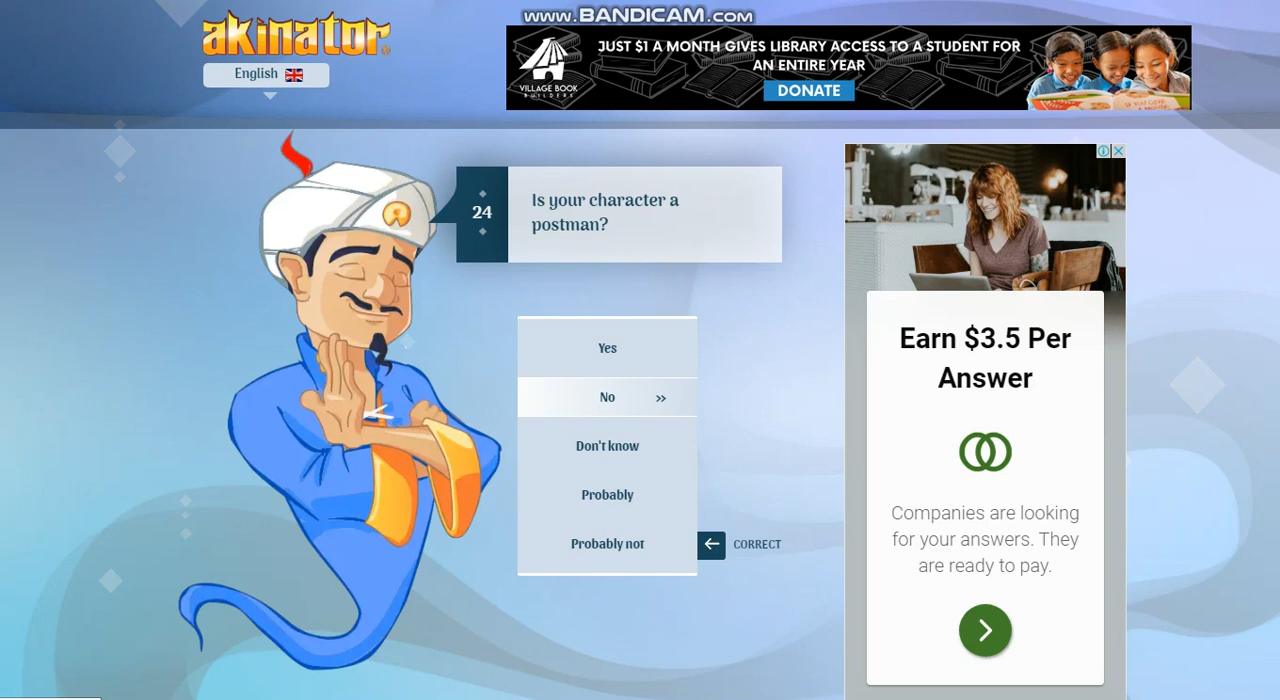 www.BANDICAM.com
akinator
English
JUST $1 A MONTH GIVES LIBRARY ACCESS TO A STUDENT FOR
AN ENTIRE YEAR
DONATE
VILLAGE BOOK
BUILDERS
24
Is your character a
postman?
Yes
No
Don't know
Probably
Probably not
CORRECT
Earn $3.5 Per
Answer
Companies are looking
for your answers. They
are ready to pay.